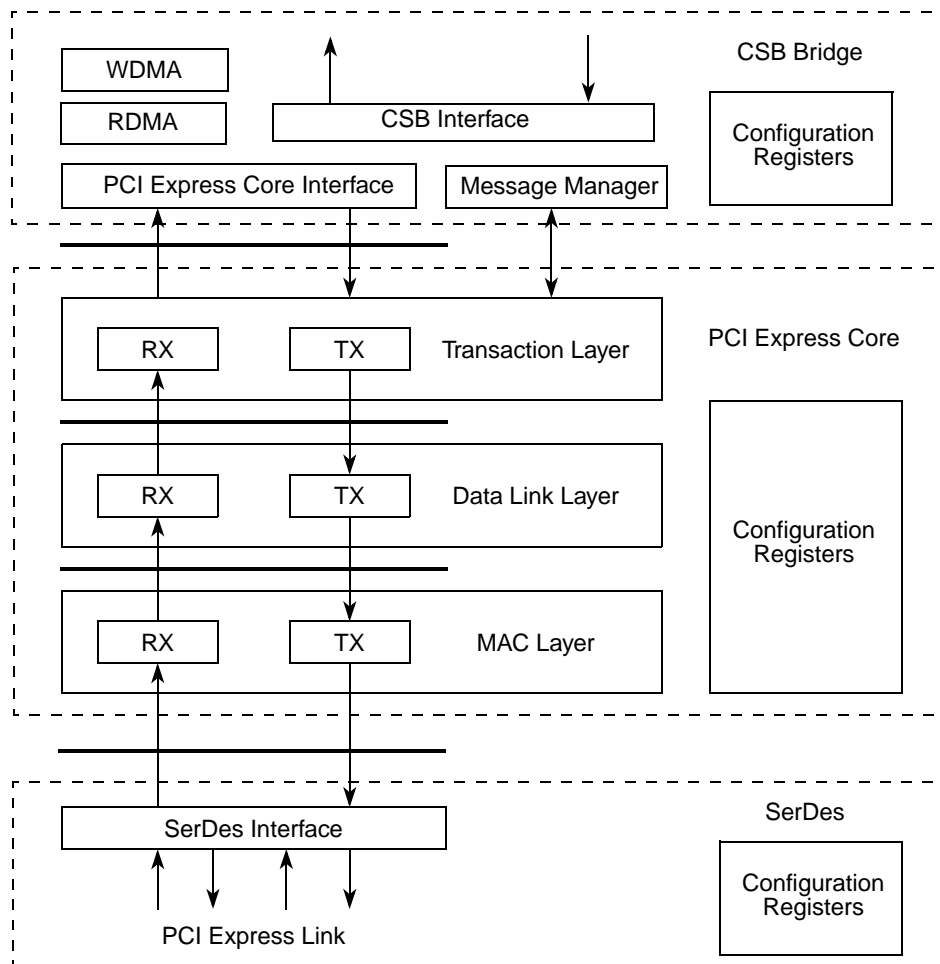 WDMA
CSB Bridge
RDMA
CSB Interface
Configuration
Registers
PCI Express Core Interface
Message Manager
RX
TX
Transaction Layer
PCI Express Core
RX
TX
Data Link Layer
Configuration
Registers
RX
TX
MAC Layer
SerDes Interface
SerDes
Configuration
Registers
PCI Express Link